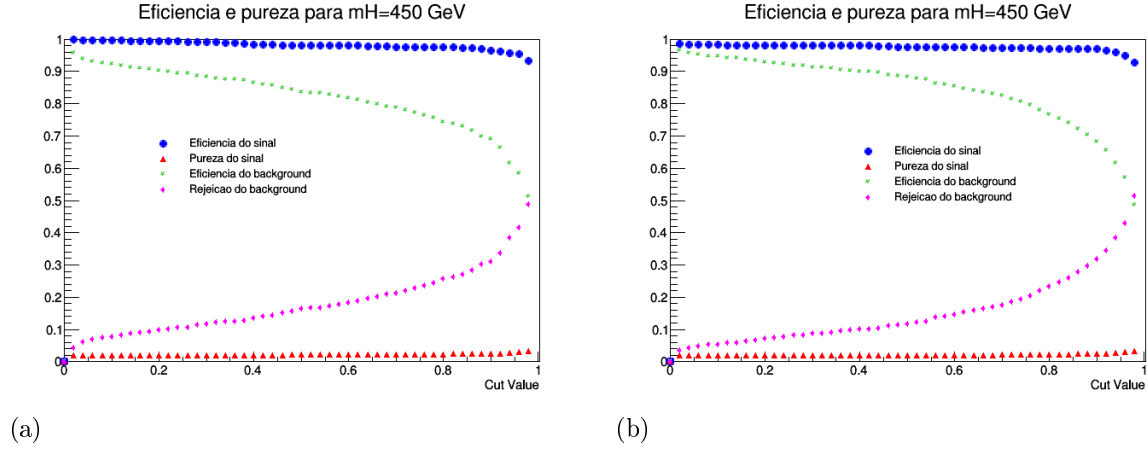 Eficiencia e pureza para mH=450 GeV
1
0.9
0.8
0.7
0.6
0.5
0.4
0.3
0.2
0.1
0
Eficiência do sinal
Pureza do sinal
Eficiencia do background
Rejeicao do background
0 0.2 0.4 0.6 0.8 1
Cut Value
(a)
Eficiencia e pureza para mH=450 GeV
1
0.9
0.8
0.7
0.6
0.5
0.4
0.3
0.2
0.1
0
Eficiência do sinal
Pureza do sinal
Eficiencia do background
Rejeicao do background
0 0.2 0.4 0.6 0.8 1
Cut Value
(b)